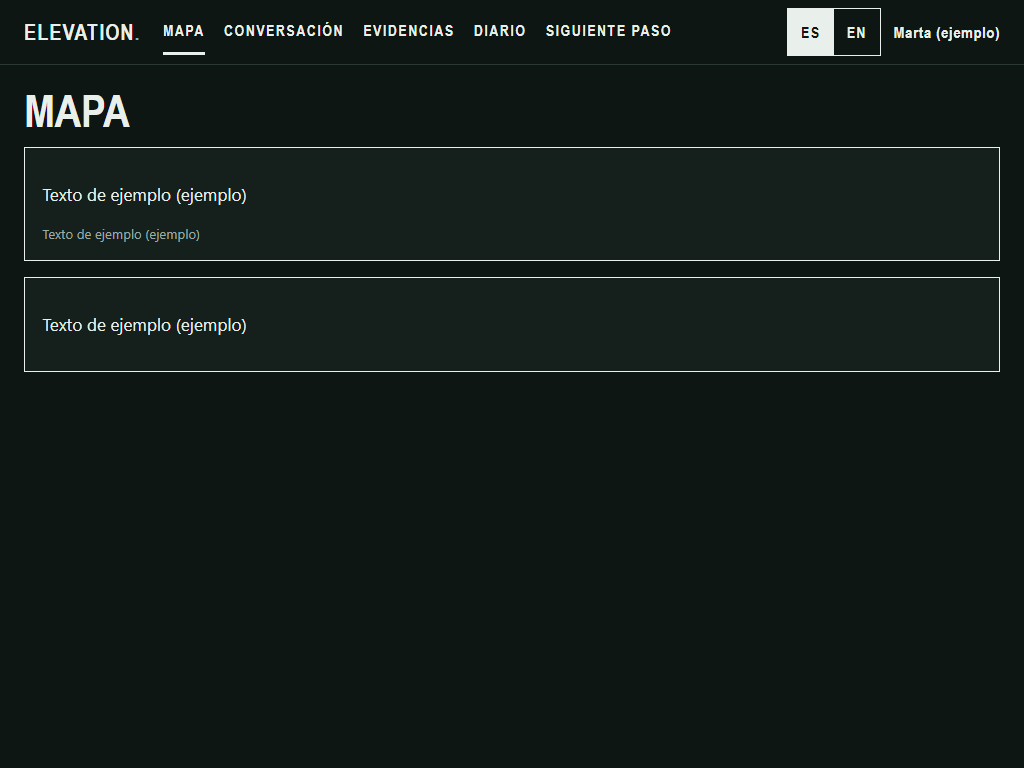 ELEVATION.
MAPA
CONVERSACIÓN
EVIDENCIAS
DIARIO
SIGUIENTE PASO
ES
EN
Marta (ejemplo)
MAPA
Texto de ejemplo (ejemplo)
Texto de ejemplo (ejemplo)
Texto de ejemplo (ejemplo)